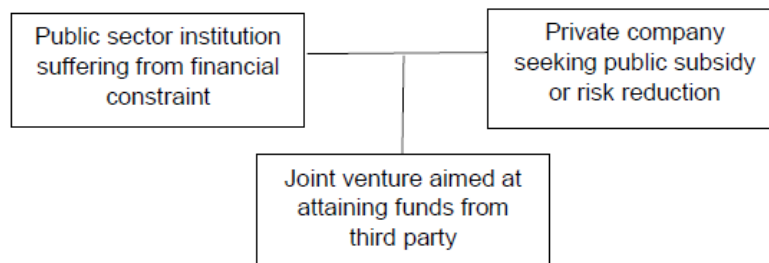 Public sector institution
suffering from financial
constraint
Private company
seeking public subsidy
or risk reduction
Joint venture aimed at
attaining funds from
third party